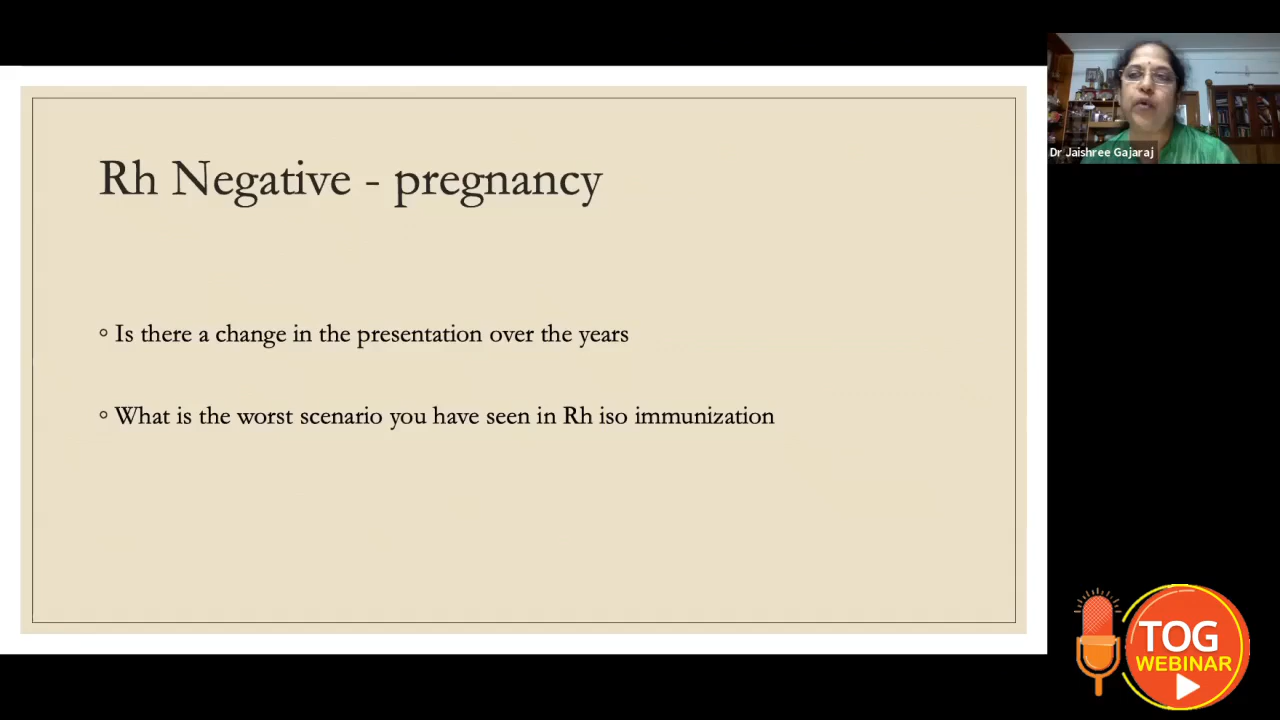 Rh Negative - pregnancy
◦ Is there a change in the presentation over the years
◦ What is the worst scenario you have seen in Rh iso immunization
Dr Jaishree Gajaraj
TOG
WEBINAR